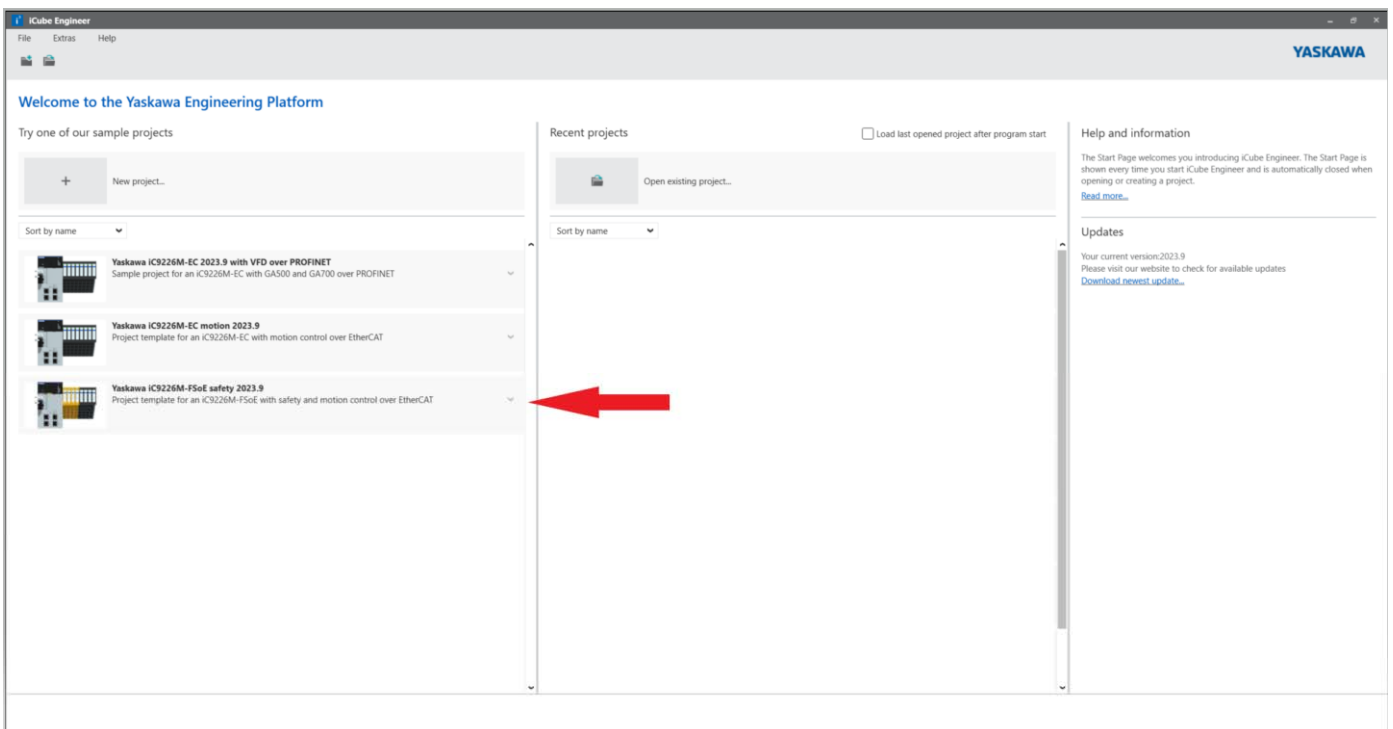 iCube Engineer
File Extras Help
YASKAWA
Welcome to the Yaskawa Engineering Platform
Try one of our sample projects
New project...
Sort by name
Yaskawa iC9226M-EC 2023.9 with VFD over PROFINET
Sample project for an iC9226M-EC with GA500 and GA700 over PROFINET
Yaskawa iC9226M-EC motion 2023.9
Project template for an iC9226M-EC with motion control over EtherCAT
Yaskawa iC9226M-FSoE safety 2023.9
Project template for an iC9226M-FSoE with safety and motion control over EtherCAT
Recent projects
Load last opened project after program start
Open existing project...
Sort by name
Help and information
The Start Page welcomes you introducing iCube Engineer. The Start Page is
shown every time you start iCube Engineer and is automatically closed when
opening or creating a project.
Read more...
Updates
Your current version:2023.9
Please visit our website to check for available updates
Download newest update...